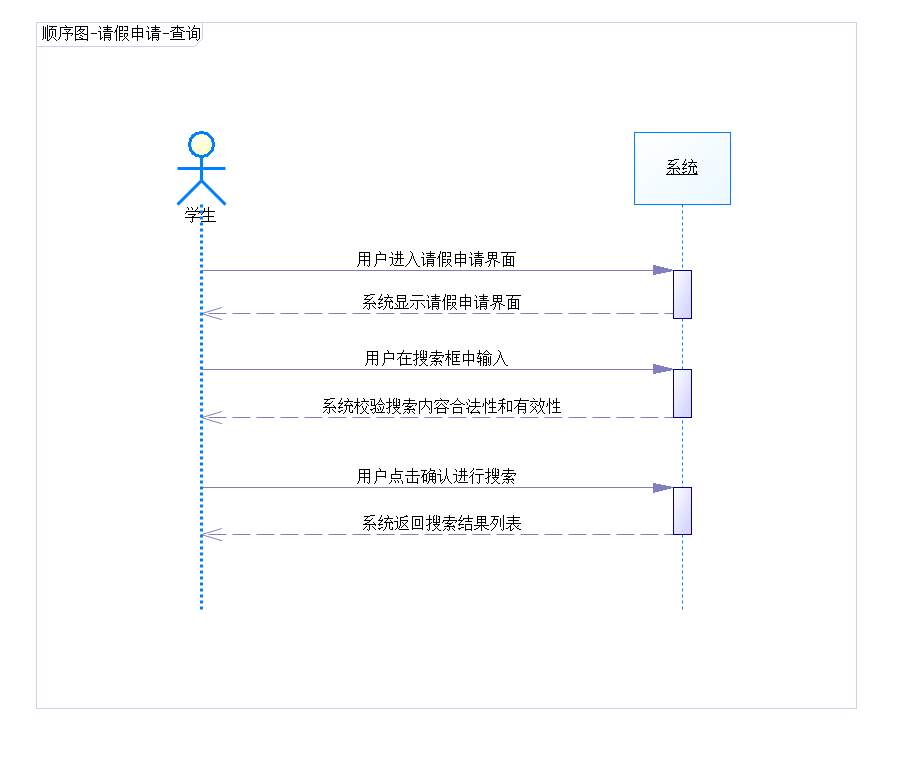 顺序图-请假申请-查询
系统
学生
用户进入请假申请界面
系统显示请假申请界面
用户在搜索框中输入
系统校验搜索内容合法性和有效性
用户点击确认进行搜索
系统返回搜索结果列表